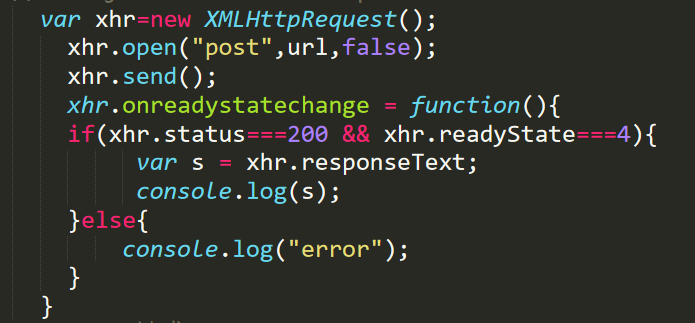 var xhr=new XMLHttpRequest();
xhr.open("post",url,false);
xhr.send();
xhr.onreadystatechange = function(){
if(xhr.status===200 && xhr.readyState===4){
var s = xhr.responseText;
console.log(s);
}else{
console.log("error");
}
}